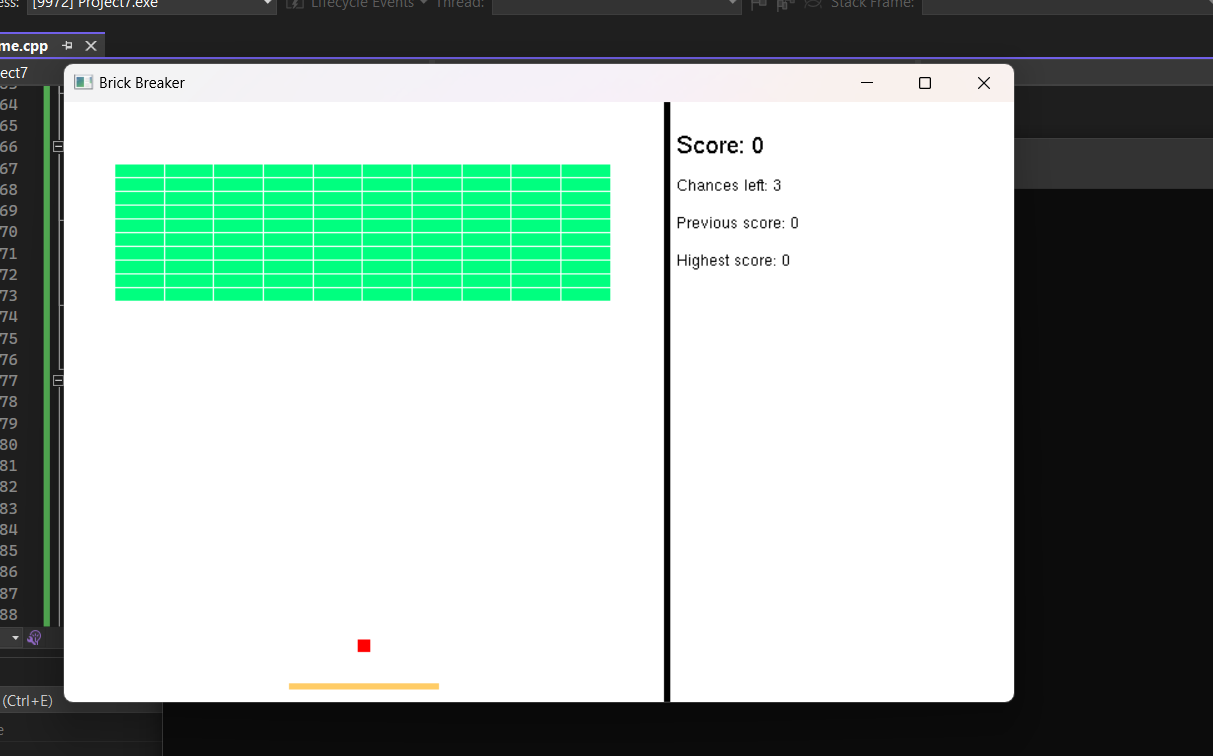 ess: [9972] Project7.exe Lifecycle Events Thread: Stack Frame:
me.cpp
ect7
Brick Breaker
64
65
66
67
68
69
70
71
72
73
74
75
76
77
78
79
80
81
82
83
84
85
86
87
88
Score: 0
Chances left: 3
Previous score: 0
Highest score: 0
(Ctrl+E)
e